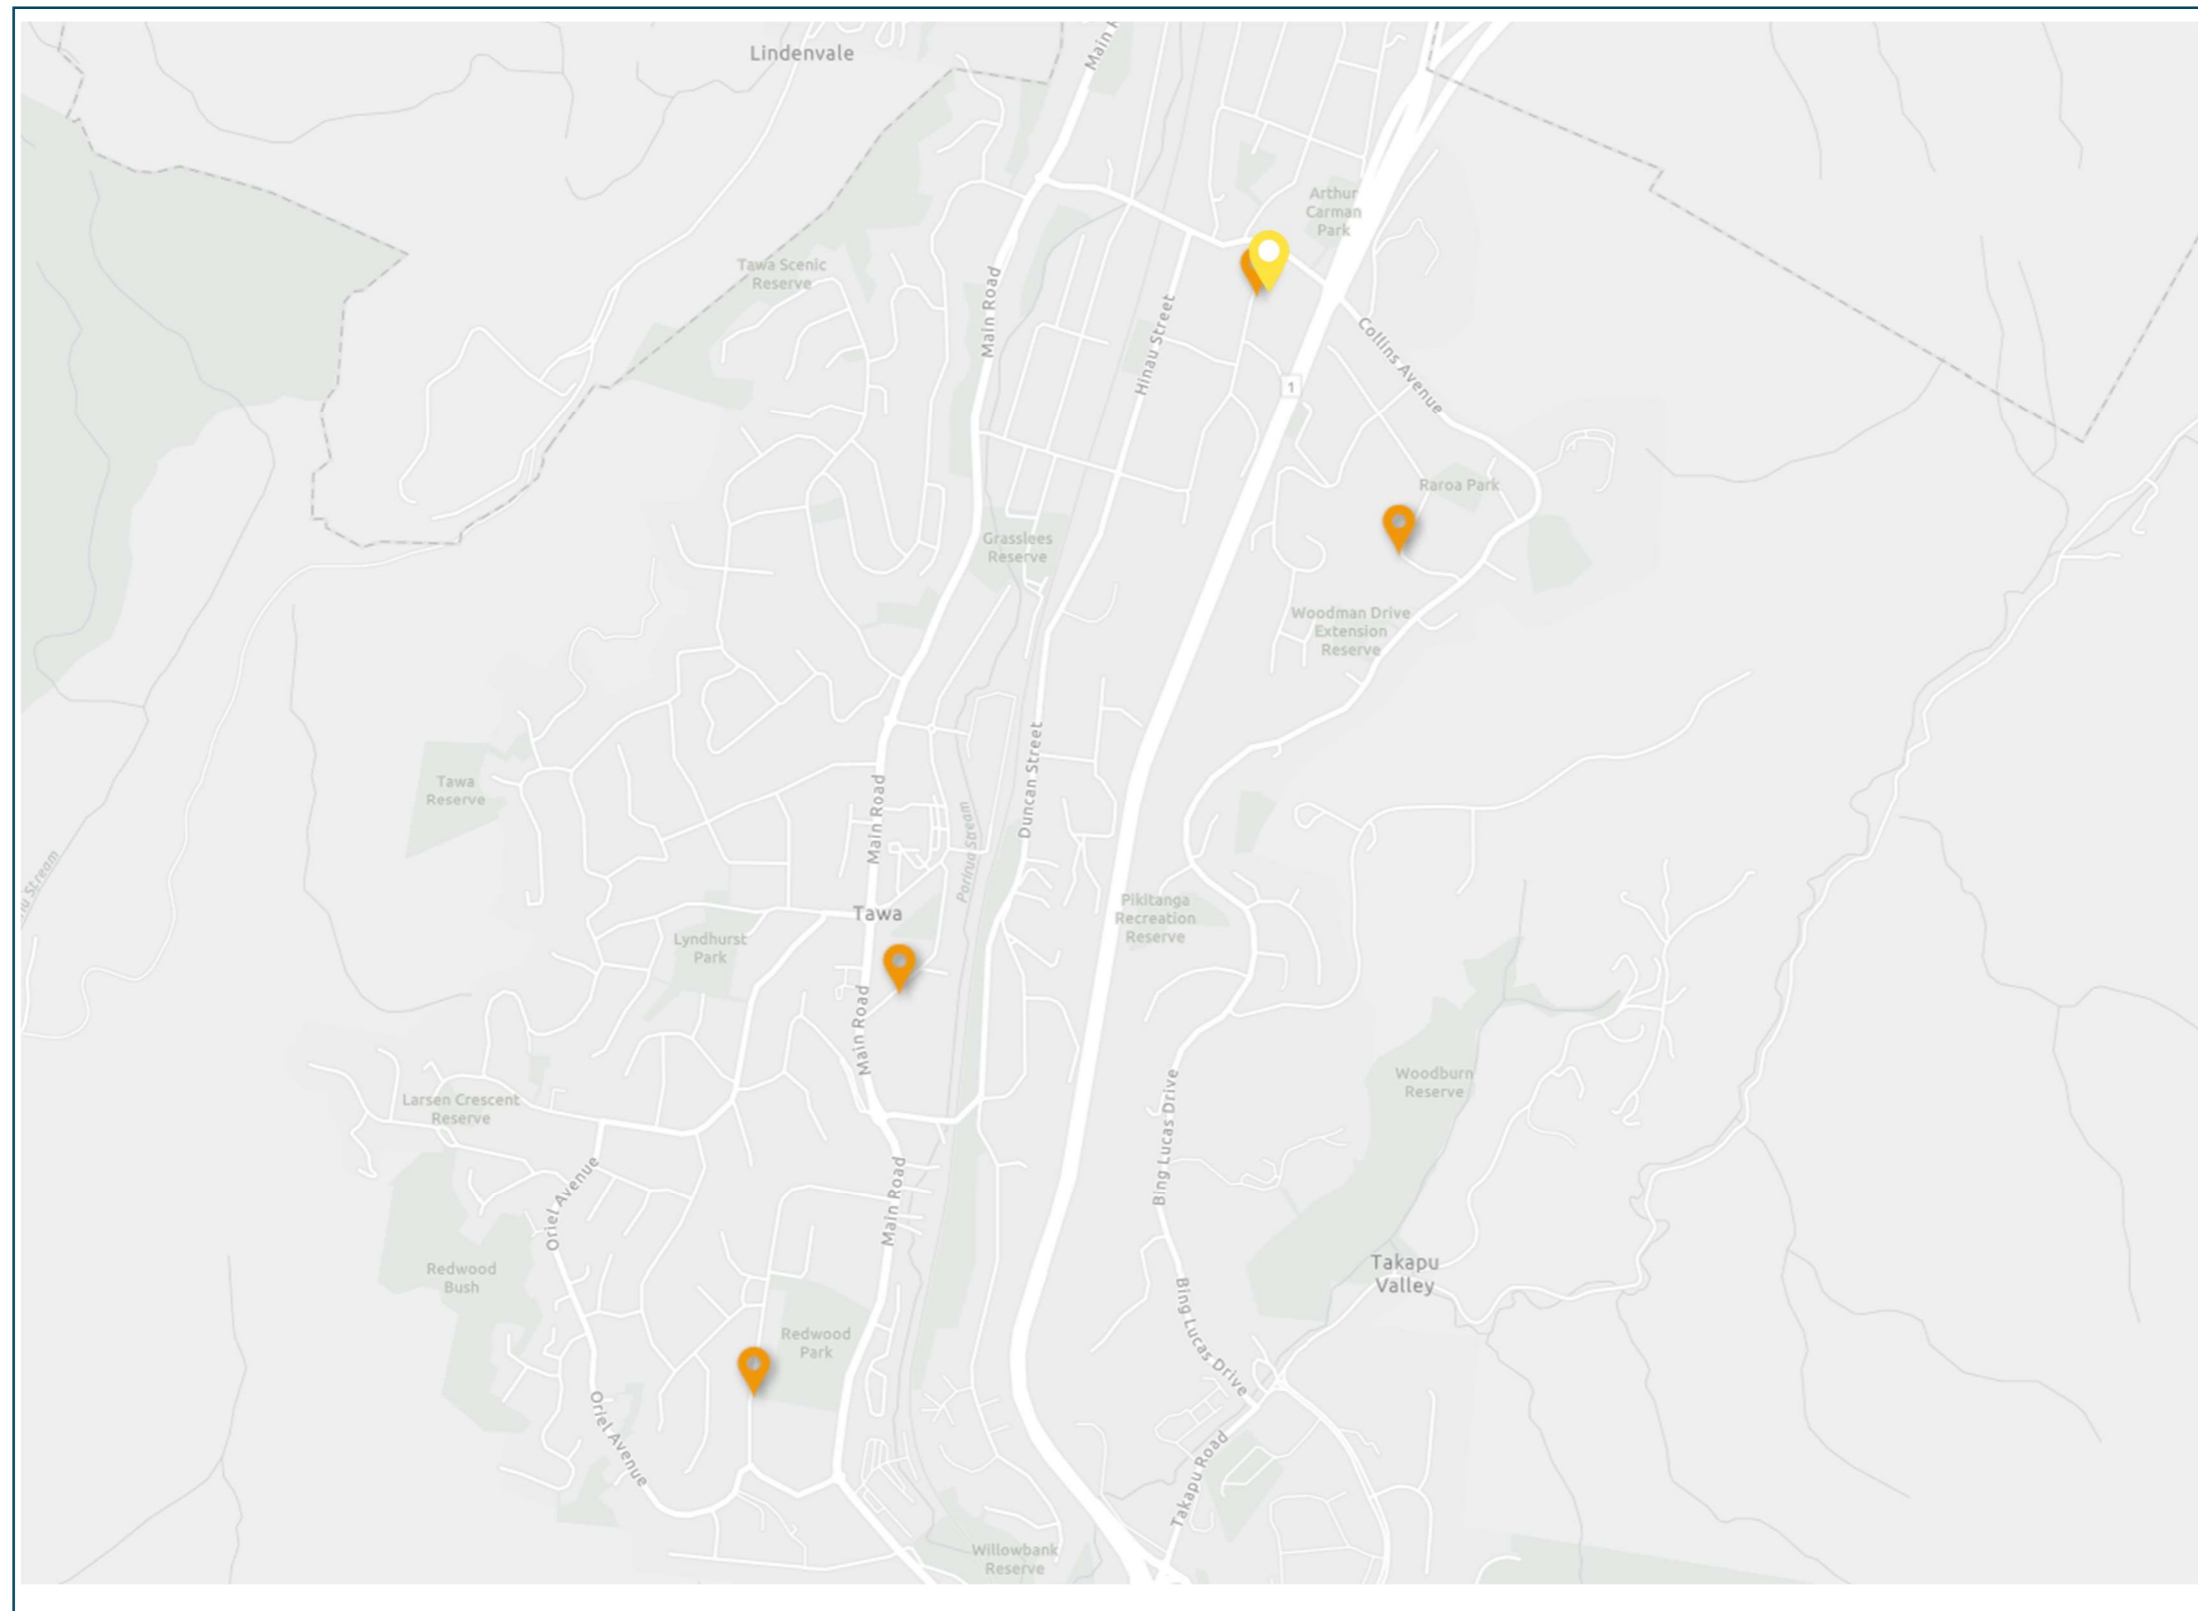 Lindenvale
Main R
Arthur
Carman
Park
Tawa Scenic
Reserve
Main Road
Hinau Street
Collins Avenue
1
Raroa Park
Grasslees
Reserve
Woodman Drive
Extension
Reserve
Tawa
Reserve
Main Road
Duncan Street
Porirua Stream
Stream
Pikitanga
Recreation
Reserve
Tawa
Lyndhurst
Park
Main Road
Woodburn
Reserve
Larsen Crescent
Reserve
Bing Lucas Drive
Oriel Avenue
Main Road
Redwood
Bush
Takapu
Valley
Bing Lucas Drive
Redwood
Park
Oriel Avenue
Takapu Road
Willowbank
Reserve